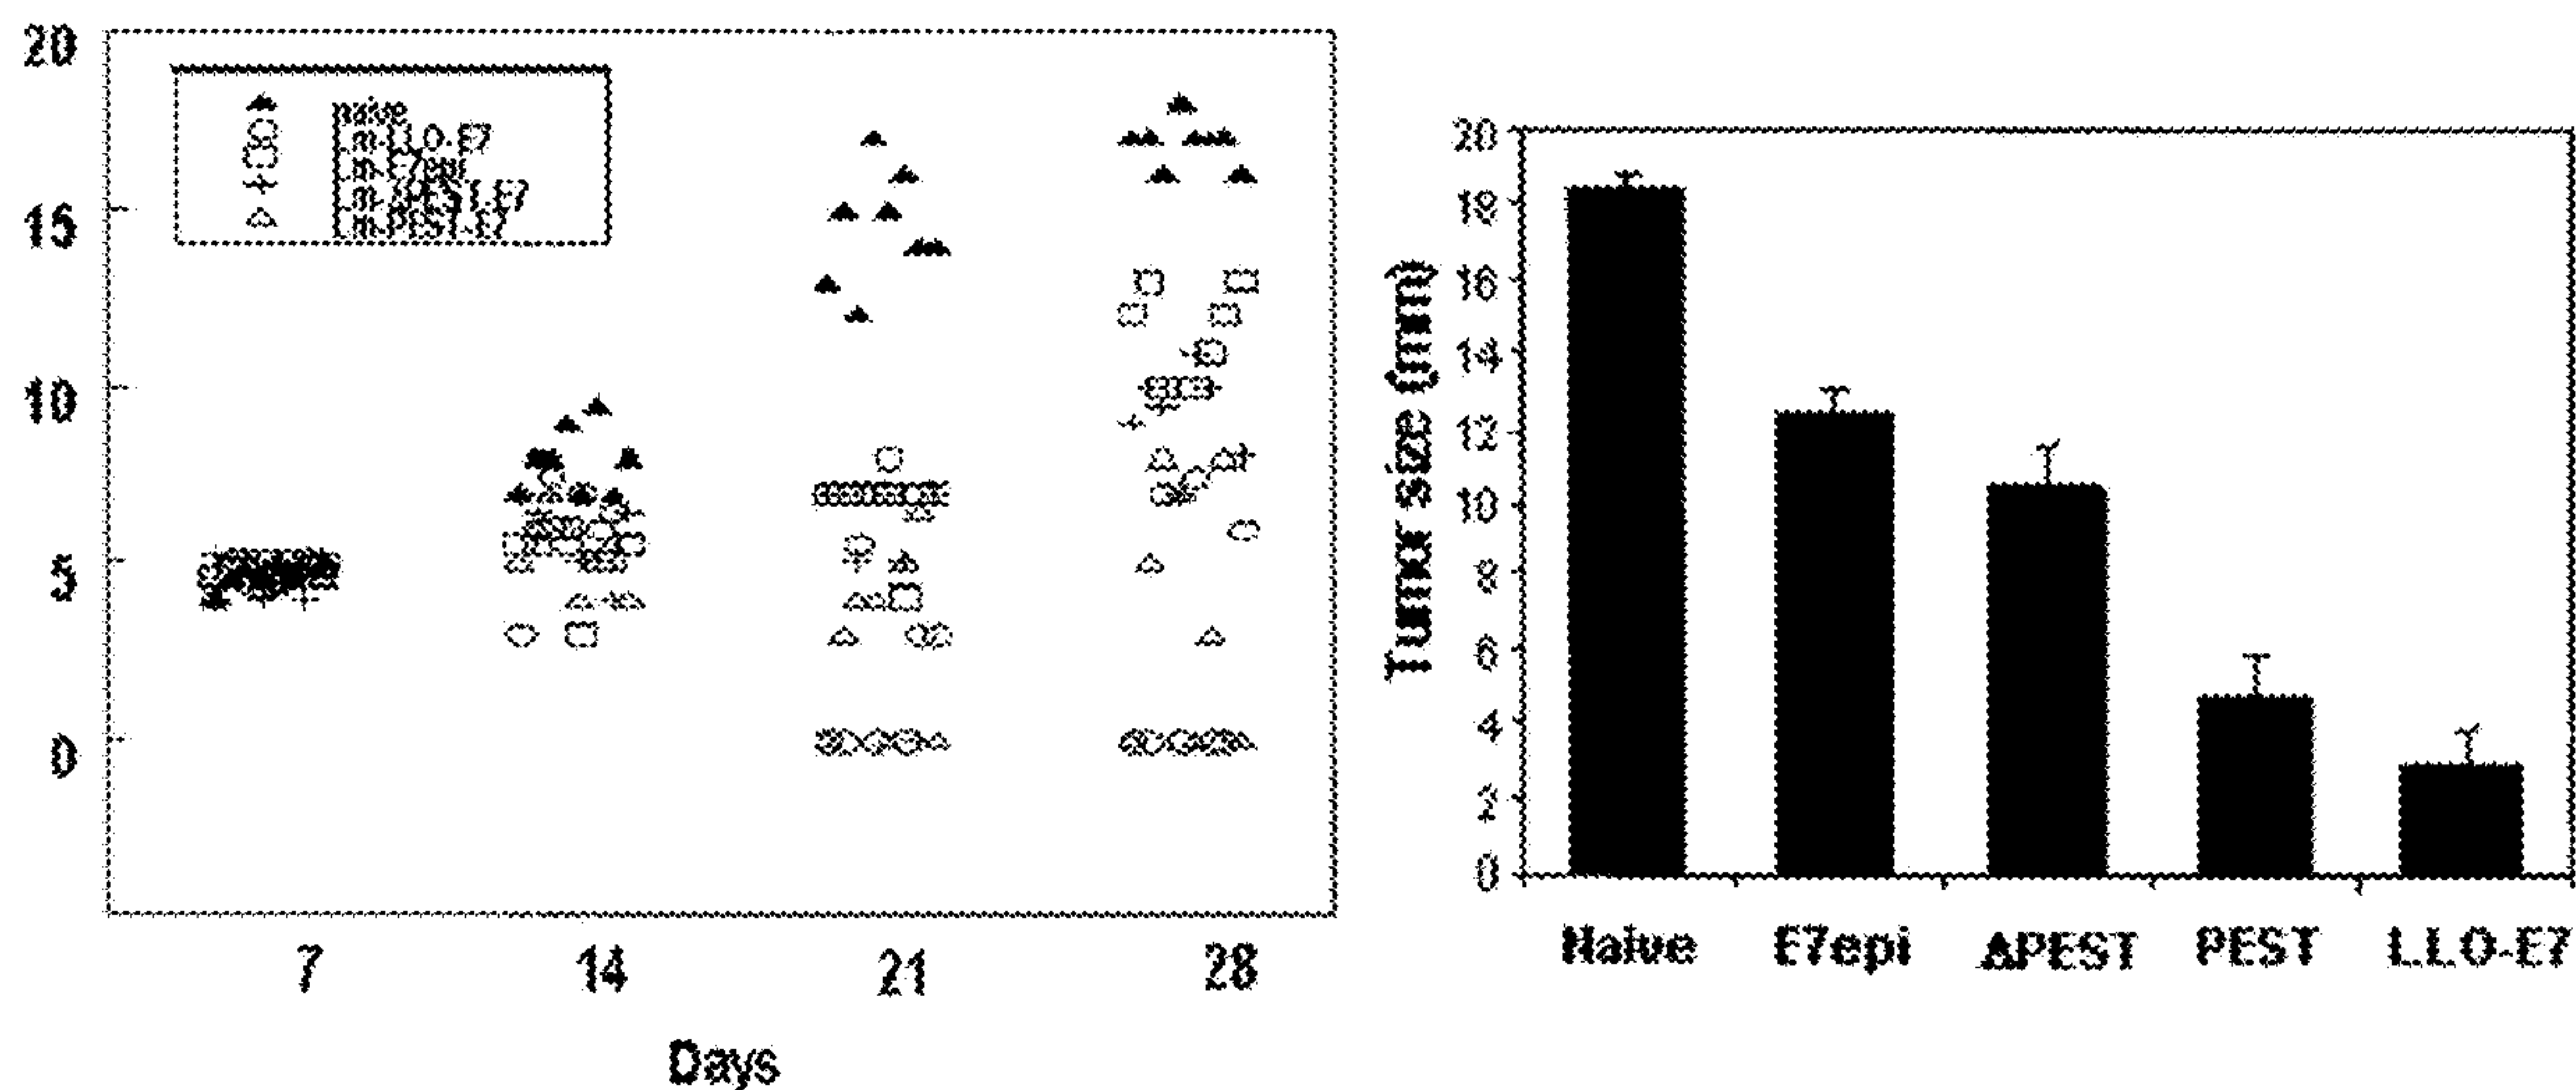 20
15
10
5
0
naive
Lm-LLO-E7
Lm-E7epi
Lm-ΔPEST-E7
Lm-PEST-E7
7 14 21 28
Days
Tumor size (mm)
20
18
16
14
12
10
8
6
4
2
0
Naive E7epi ΔPEST PEST LLO-E7